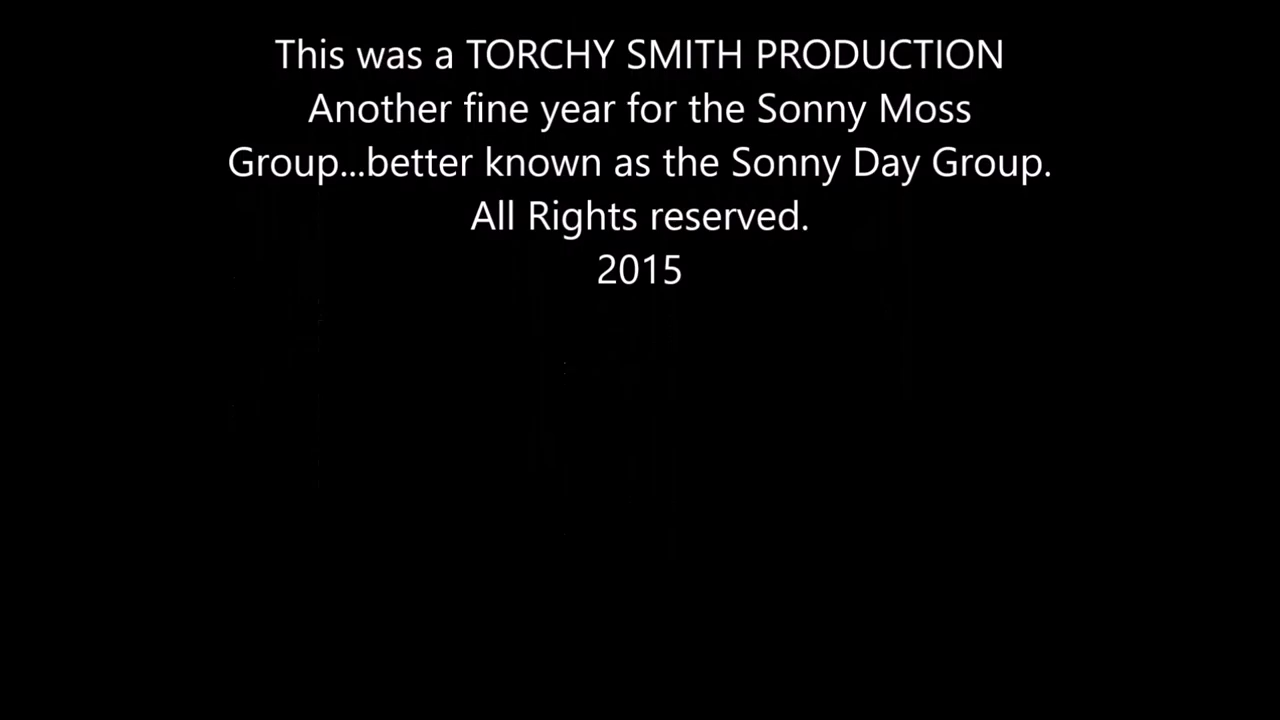 This was a TORCHY SMITH PRODUCTION
Another fine year for the Sonny Moss
Group...better known as the Sonny Day Group.
All Rights reserved.
2015